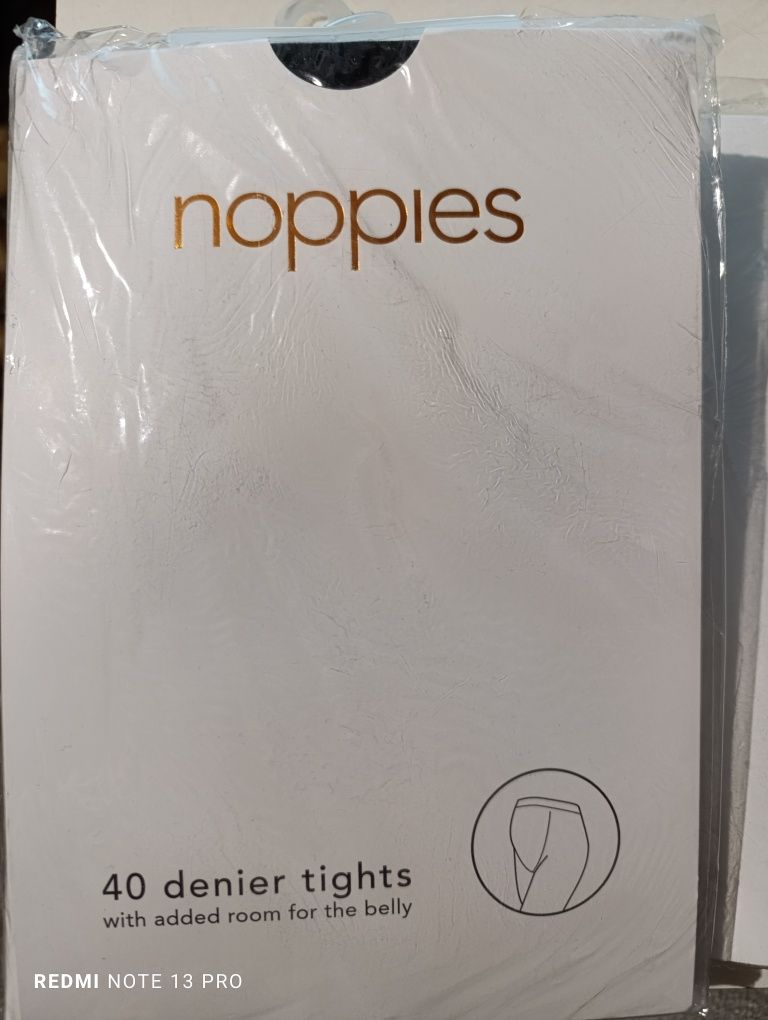 noppies
40 denier tights
with added room for the belly
REDMI NOTE 13 PRO